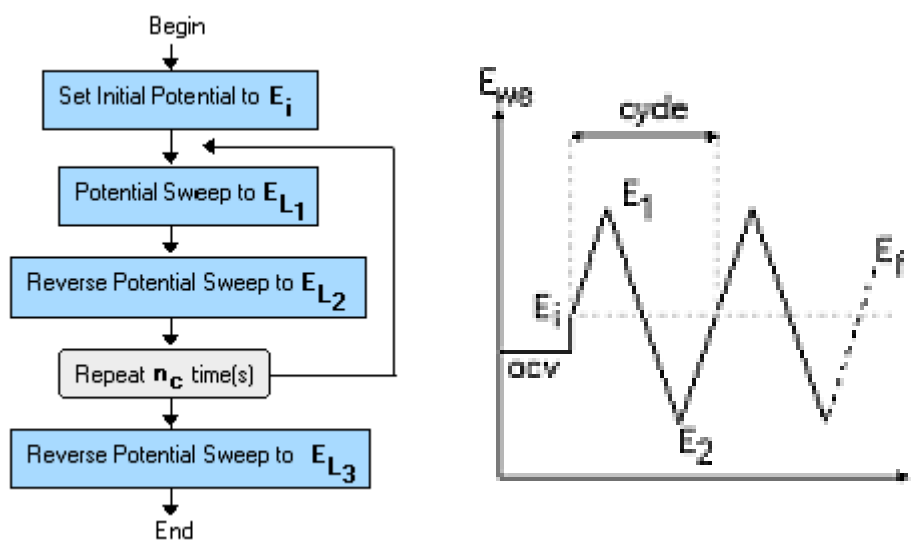 Begin
Set Initial Potential to Ei
Potential Sweep to EL1
Reverse Potential Sweep to EL2
Repeat nc time(s)
Reverse Potential Sweep to EL3
End
Ewe
cycle
E1
Ef
Ei
ocv
E2